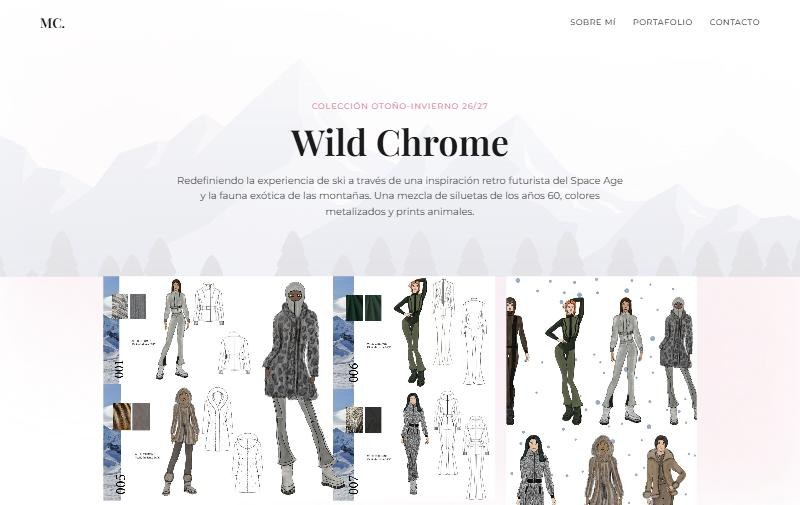 MC.
SOBRE MÍ PORTAFOLIO CONTACTO
COLECCIÓN OTOÑO-INVIERNO 26/27
Wild Chrome
Redefiniendo la experiencia de ski a través de una inspiración retro futurista del Space Age
y la fauna exótica de las montañas. Una mezcla de siluetas de los años 60, colores
metalizados y prints animales.
001
006
005
007